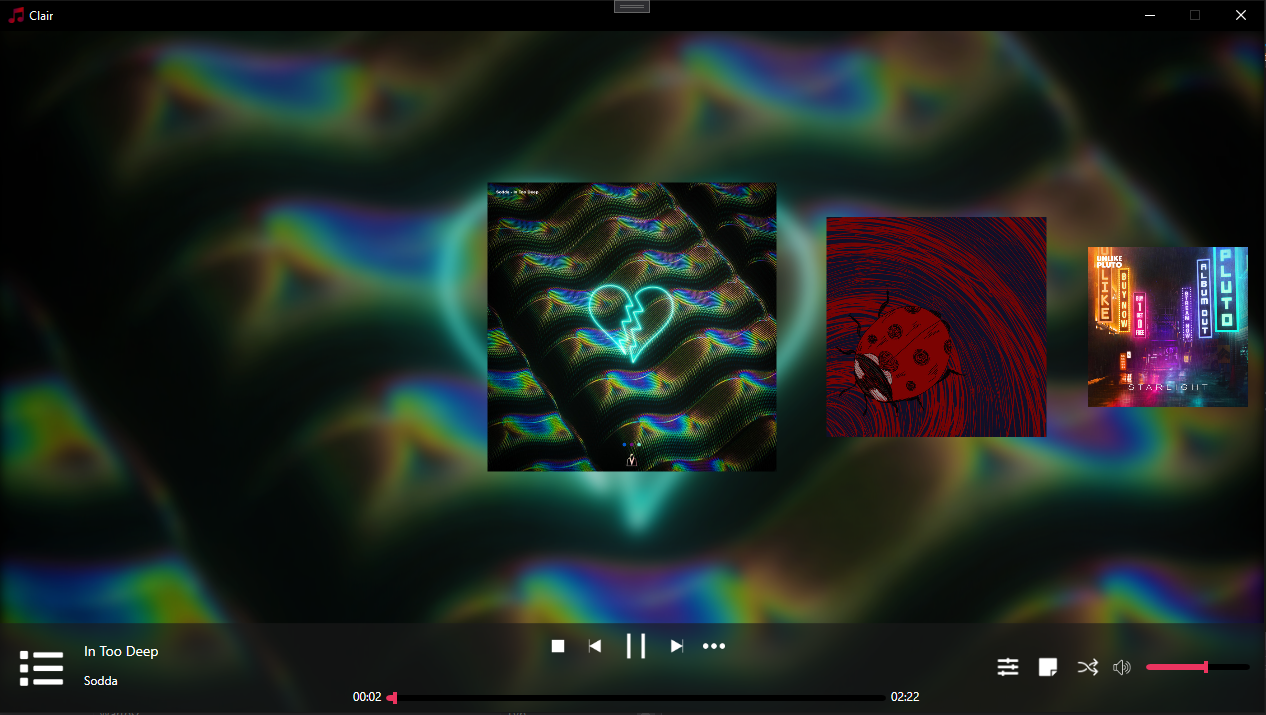 Clair
Sodda - In Too Deep
UNLIKE
PLUTO
LIKE
BUY NOW
BUY
1
GET
0
FREE
STREAM NOW
ALBUM OUT
PLUTO
STARLIGHT
In Too Deep
Sodda
00:02
02:22